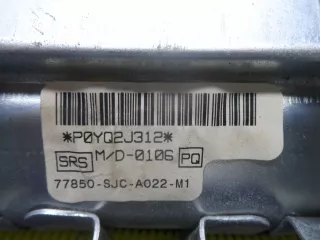 *P0YQ2J312*
SRS M/D-0106 PQ
77850-SJC-A022-M1